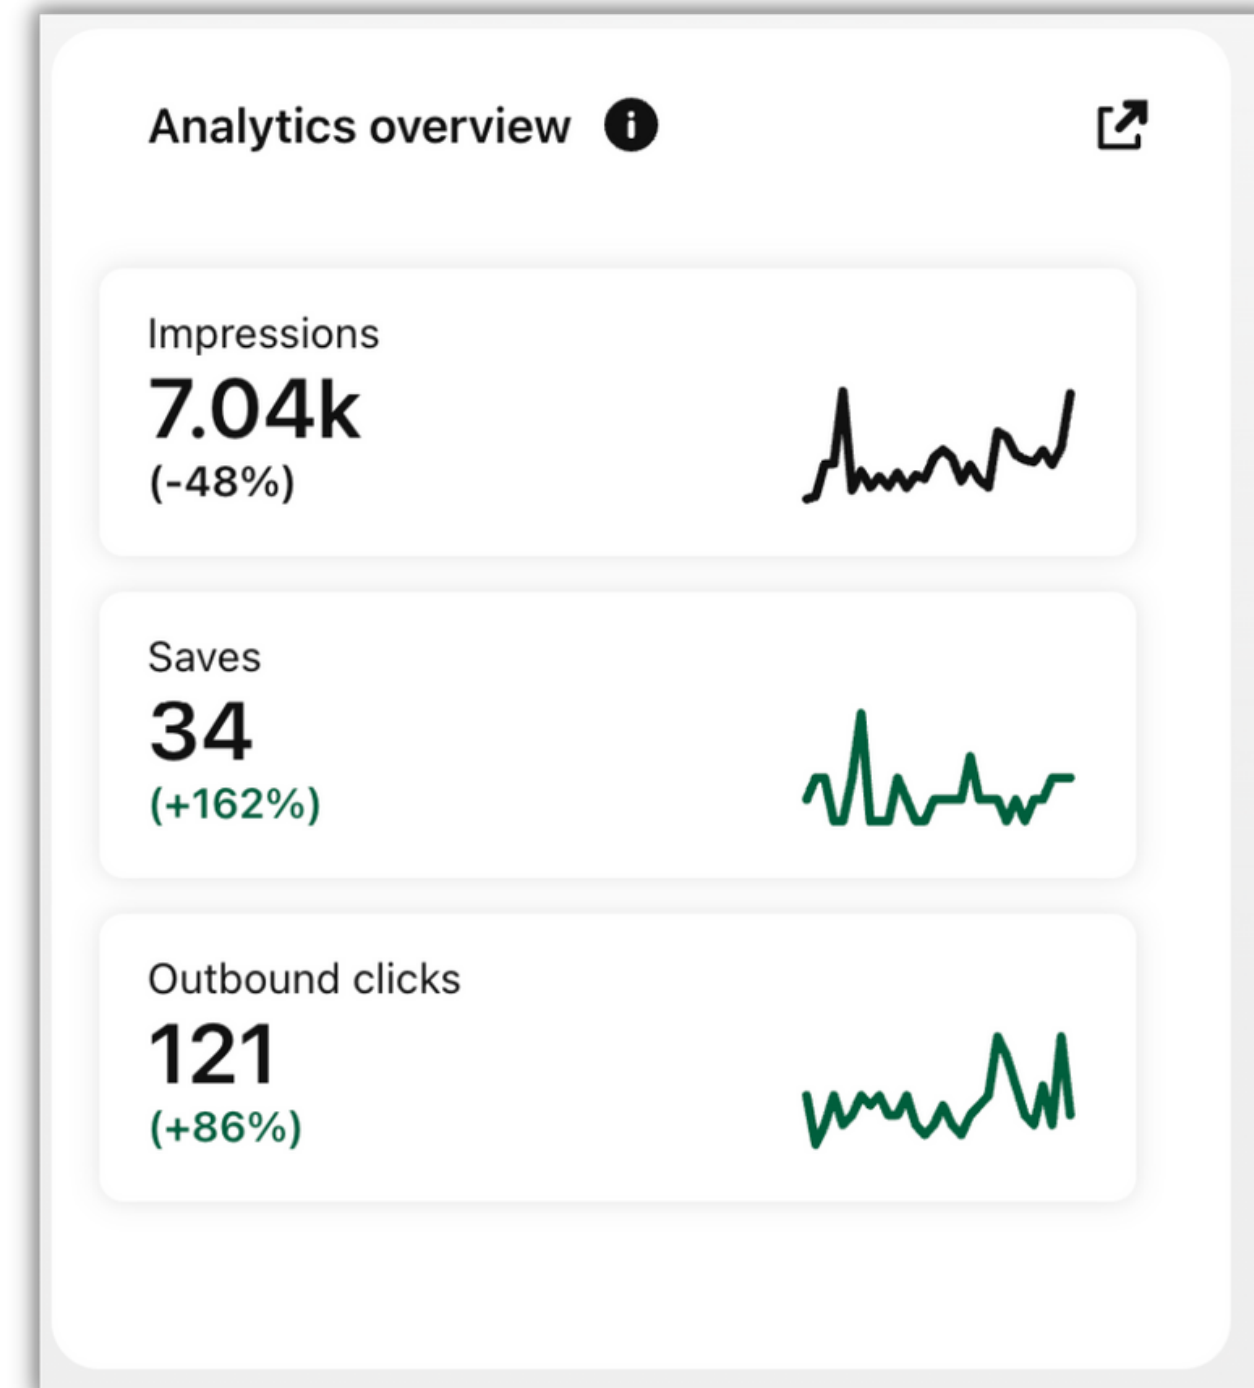 Analytics overview
Impressions
7.04k
(-48%)
Saves
34
(+162%)
Outbound clicks
121
(+86%)